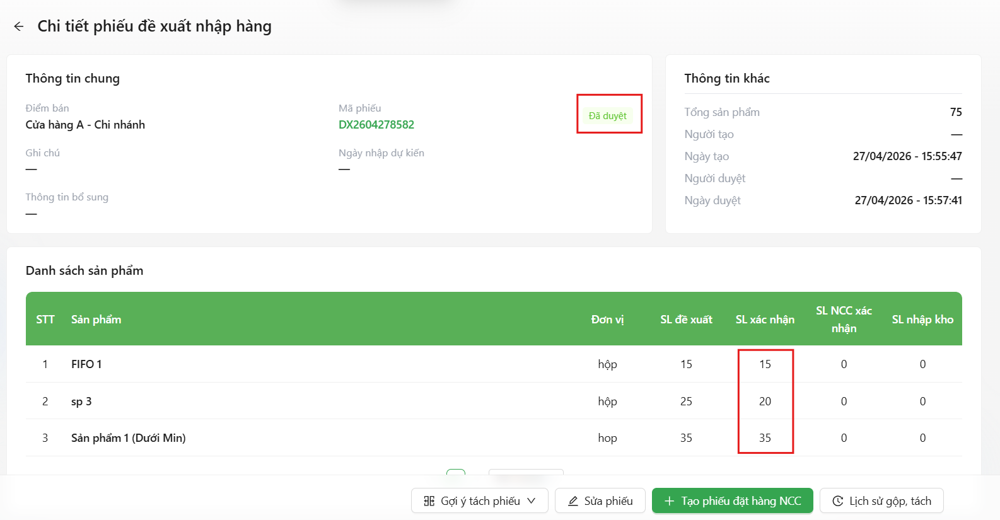 Chi tiết phiếu đề xuất nhập hàng
Thông tin chung
Điểm bán
Cửa hàng A - Chi nhánh
Mã phiếu
DX2604278582
Đã duyệt
Ghi chú
—
Ngày nhập dự kiến
—
Thông tin bổ sung
—
Thông tin khác
Tổng sản phẩm 75
Người tạo —
Ngày tạo 27/04/2026 - 15:55:47
Người duyệt —
Ngày duyệt 27/04/2026 - 15:57:41
Danh sách sản phẩm
STT Sản phẩm Đơn vị SL đề xuất SL xác nhận SL NCC xác nhận SL nhập kho
1 FIFO 1 hộp 15 15 0 0
2 sp 3 hộp 25 20 0 0
3 Sản phẩm 1 (Dưới Min) hop 35 35 0 0
Gợi ý tách phiếu
Sửa phiếu
Tạo phiếu đặt hàng NCC
Lịch sử gộp, tách